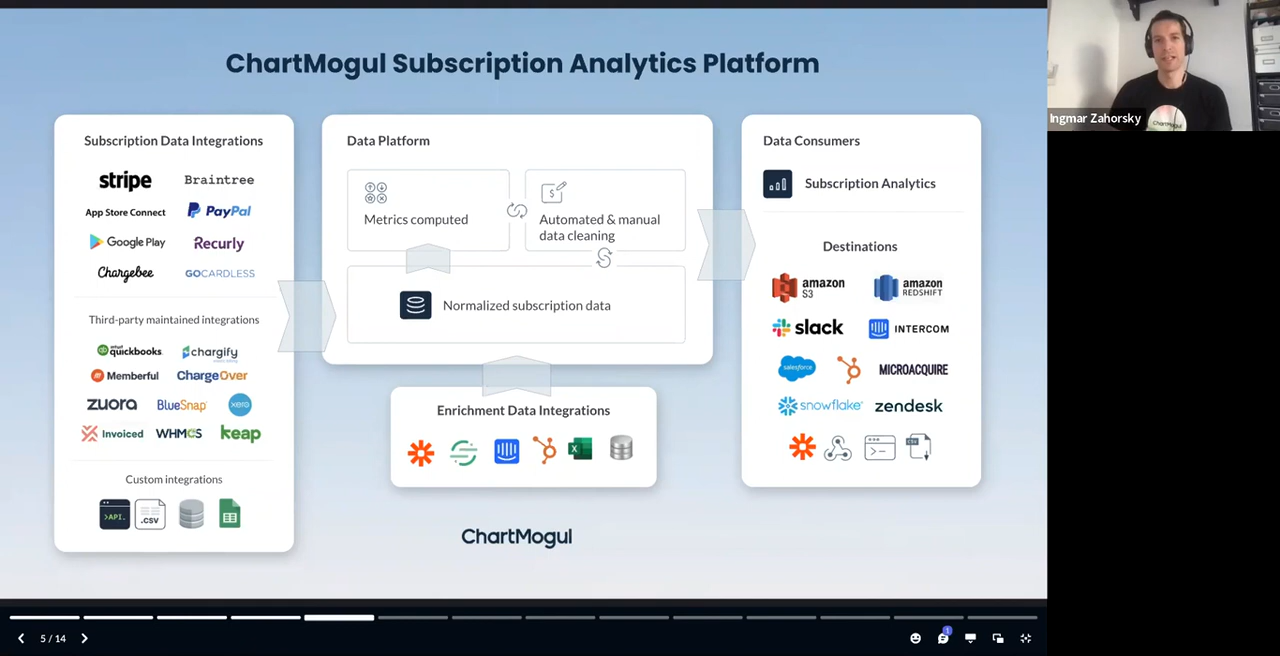 ChartMogul Subscription Analytics Platform
Subscription Data Integrations
stripe
Braintree
App Store Connect
PayPal
Google Play
Recurly
Chargebee
GOCARDLESS
Third-party maintained integrations
quickbooks
chargify
Memberful
ChargeOver
zuora
BlueSnap
xero
Invoiced
WHMCS
keap
Custom integrations
>API.
.CSV
Data Platform
Metrics computed
Automated & manual
data cleaning
Normalized subscription data
Enrichment Data Integrations
X
Data Consumers
Subscription Analytics
Destinations
amazon
S3
amazon
REDSHIFT
slack
INTERCOM
salesforce
MICROACQUIRE
snowflake
zendesk
ChartMogul
Ingmar Zahorsky
ChartMogul
5 / 14
1